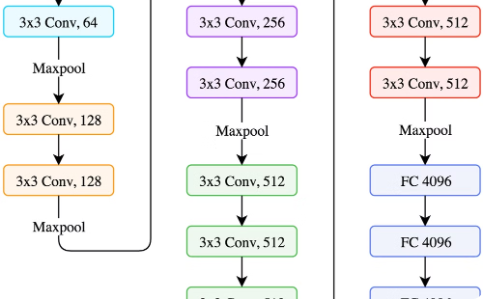 3x3 Conv, 64
Maxpool
3x3 Conv, 128
3x3 Conv, 128
Maxpool
3x3 Conv, 256
3x3 Conv, 256
Maxpool
3x3 Conv, 512
3x3 Conv, 512
3x3 Conv, 512
3x3 Conv, 512
Maxpool
FC 4096
FC 4096